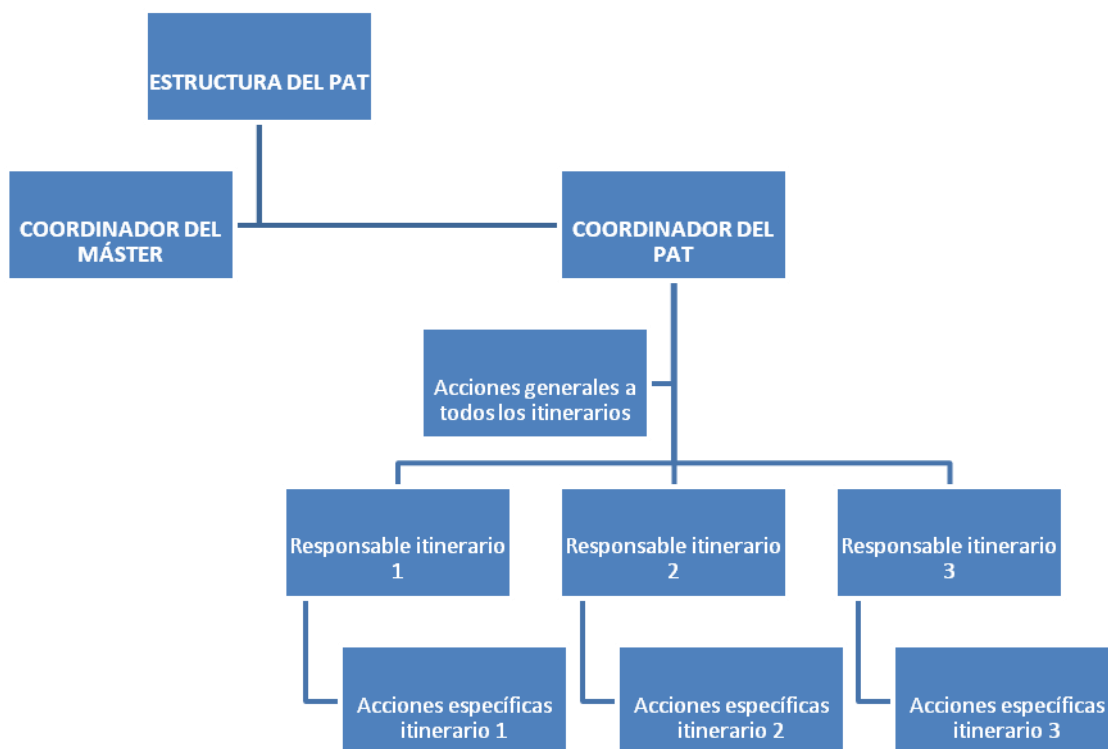 ESTRUCTURA DEL PAT
COORDINADOR DEL
MÁSTER
COORDINADOR DEL
PAT
Acciones generales a
todos los itinerarios
Responsable itinerario
1
Responsable itinerario
2
Responsable itinerario
3
Acciones específicas
itinerario 1
Acciones específicas
itinerario 2
Acciones específicas
itinerario 3